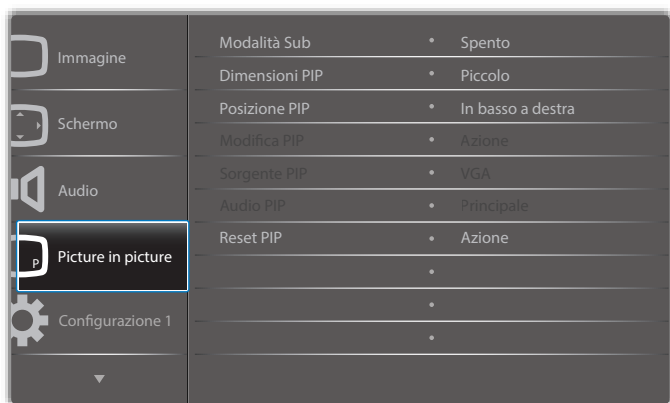 Immagine
Schermo
Audio
P
Picture in picture
Configurazione 1
Modalità Sub • Spento
Dimensioni PIP • Piccolo
Posizione PIP • In basso a destra
Modifica PIP • Azione
Sorgente PIP • VGA
Audio PIP • Principale
Reset PIP • Azione